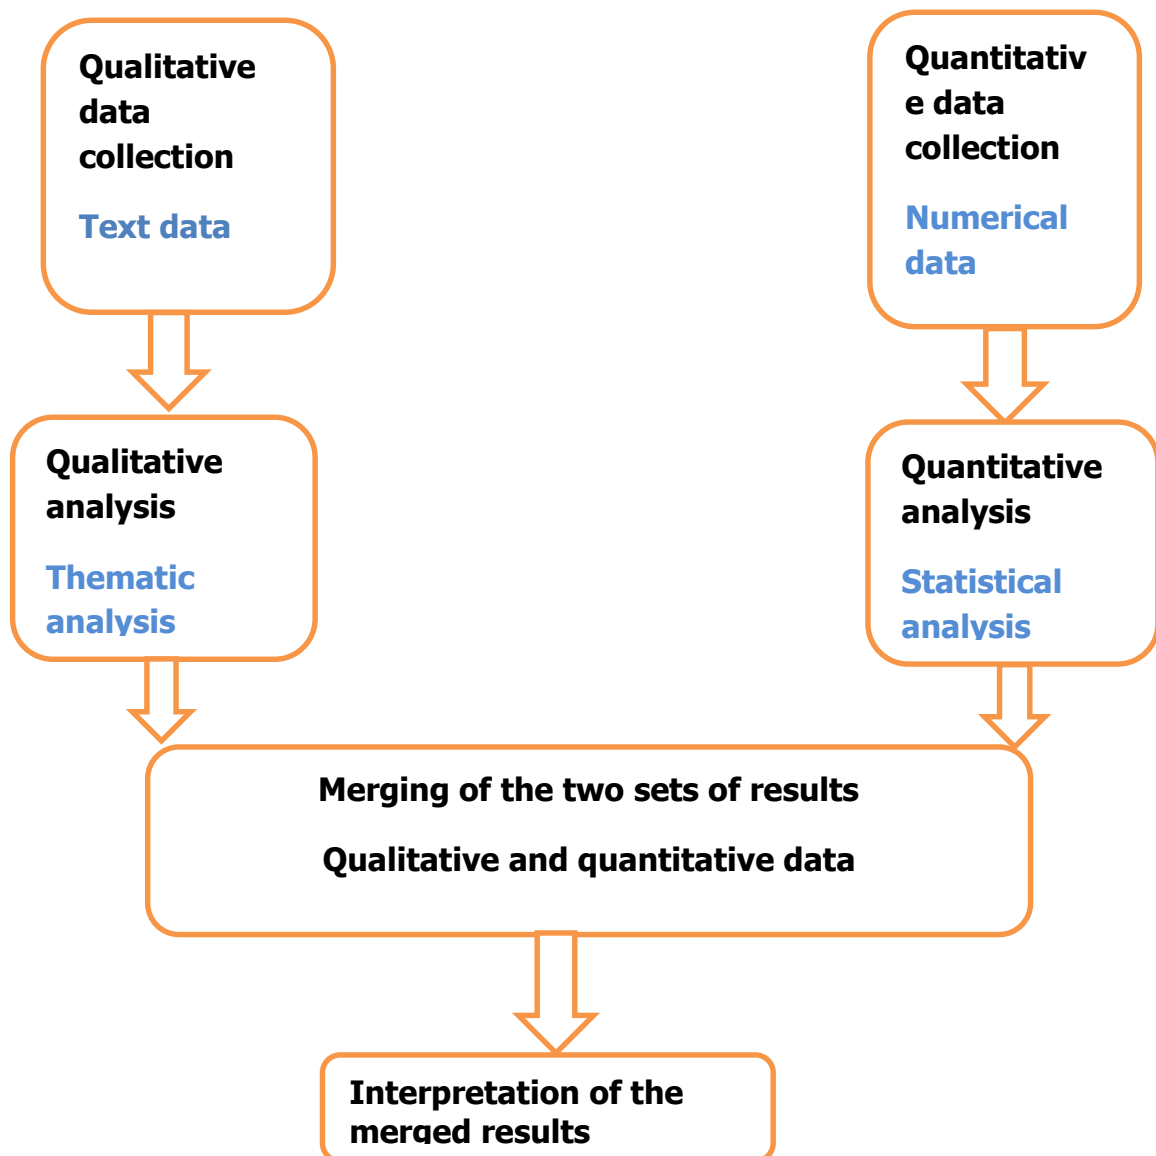 Qualitative
data
collection
Text data
Quantitativ
e data
collection
Numerical
data
Qualitative
analysis
Thematic
analysis
Quantitative
analysis
Statistical
analysis
Merging of the two sets of results
Qualitative and quantitative data
Interpretation of the
merged results